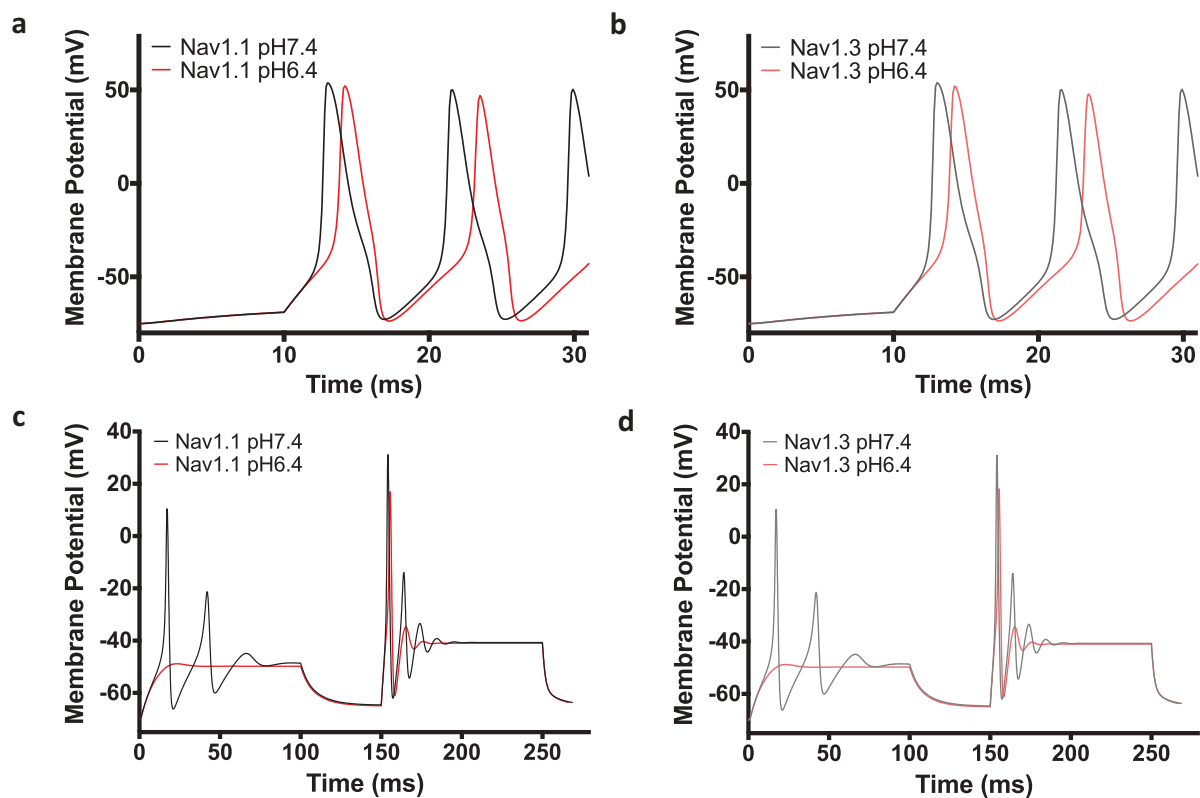 a
Nav1.1 pH7.4
Nav1.1 pH6.4
Membrane Potential (mV)
50
0
-50
0
10
20
30
Time (ms)
b
Nav1.3 pH7.4
Nav1.3 pH6.4
Membrane Potential (mV)
50
0
-50
0
10
20
30
Time (ms)
c
Nav1.1 pH7.4
Nav1.1 pH6.4
Membrane Potential (mV)
40
20
0
-20
-40
-60
0
50
100
150
200
250
Time (ms)
d
Nav1.3 pH7.4
Nav1.3 pH6.4
Membrane Potential (mV)
40
20
0
-20
-40
-60
0
50
100
150
200
250
Time (ms)